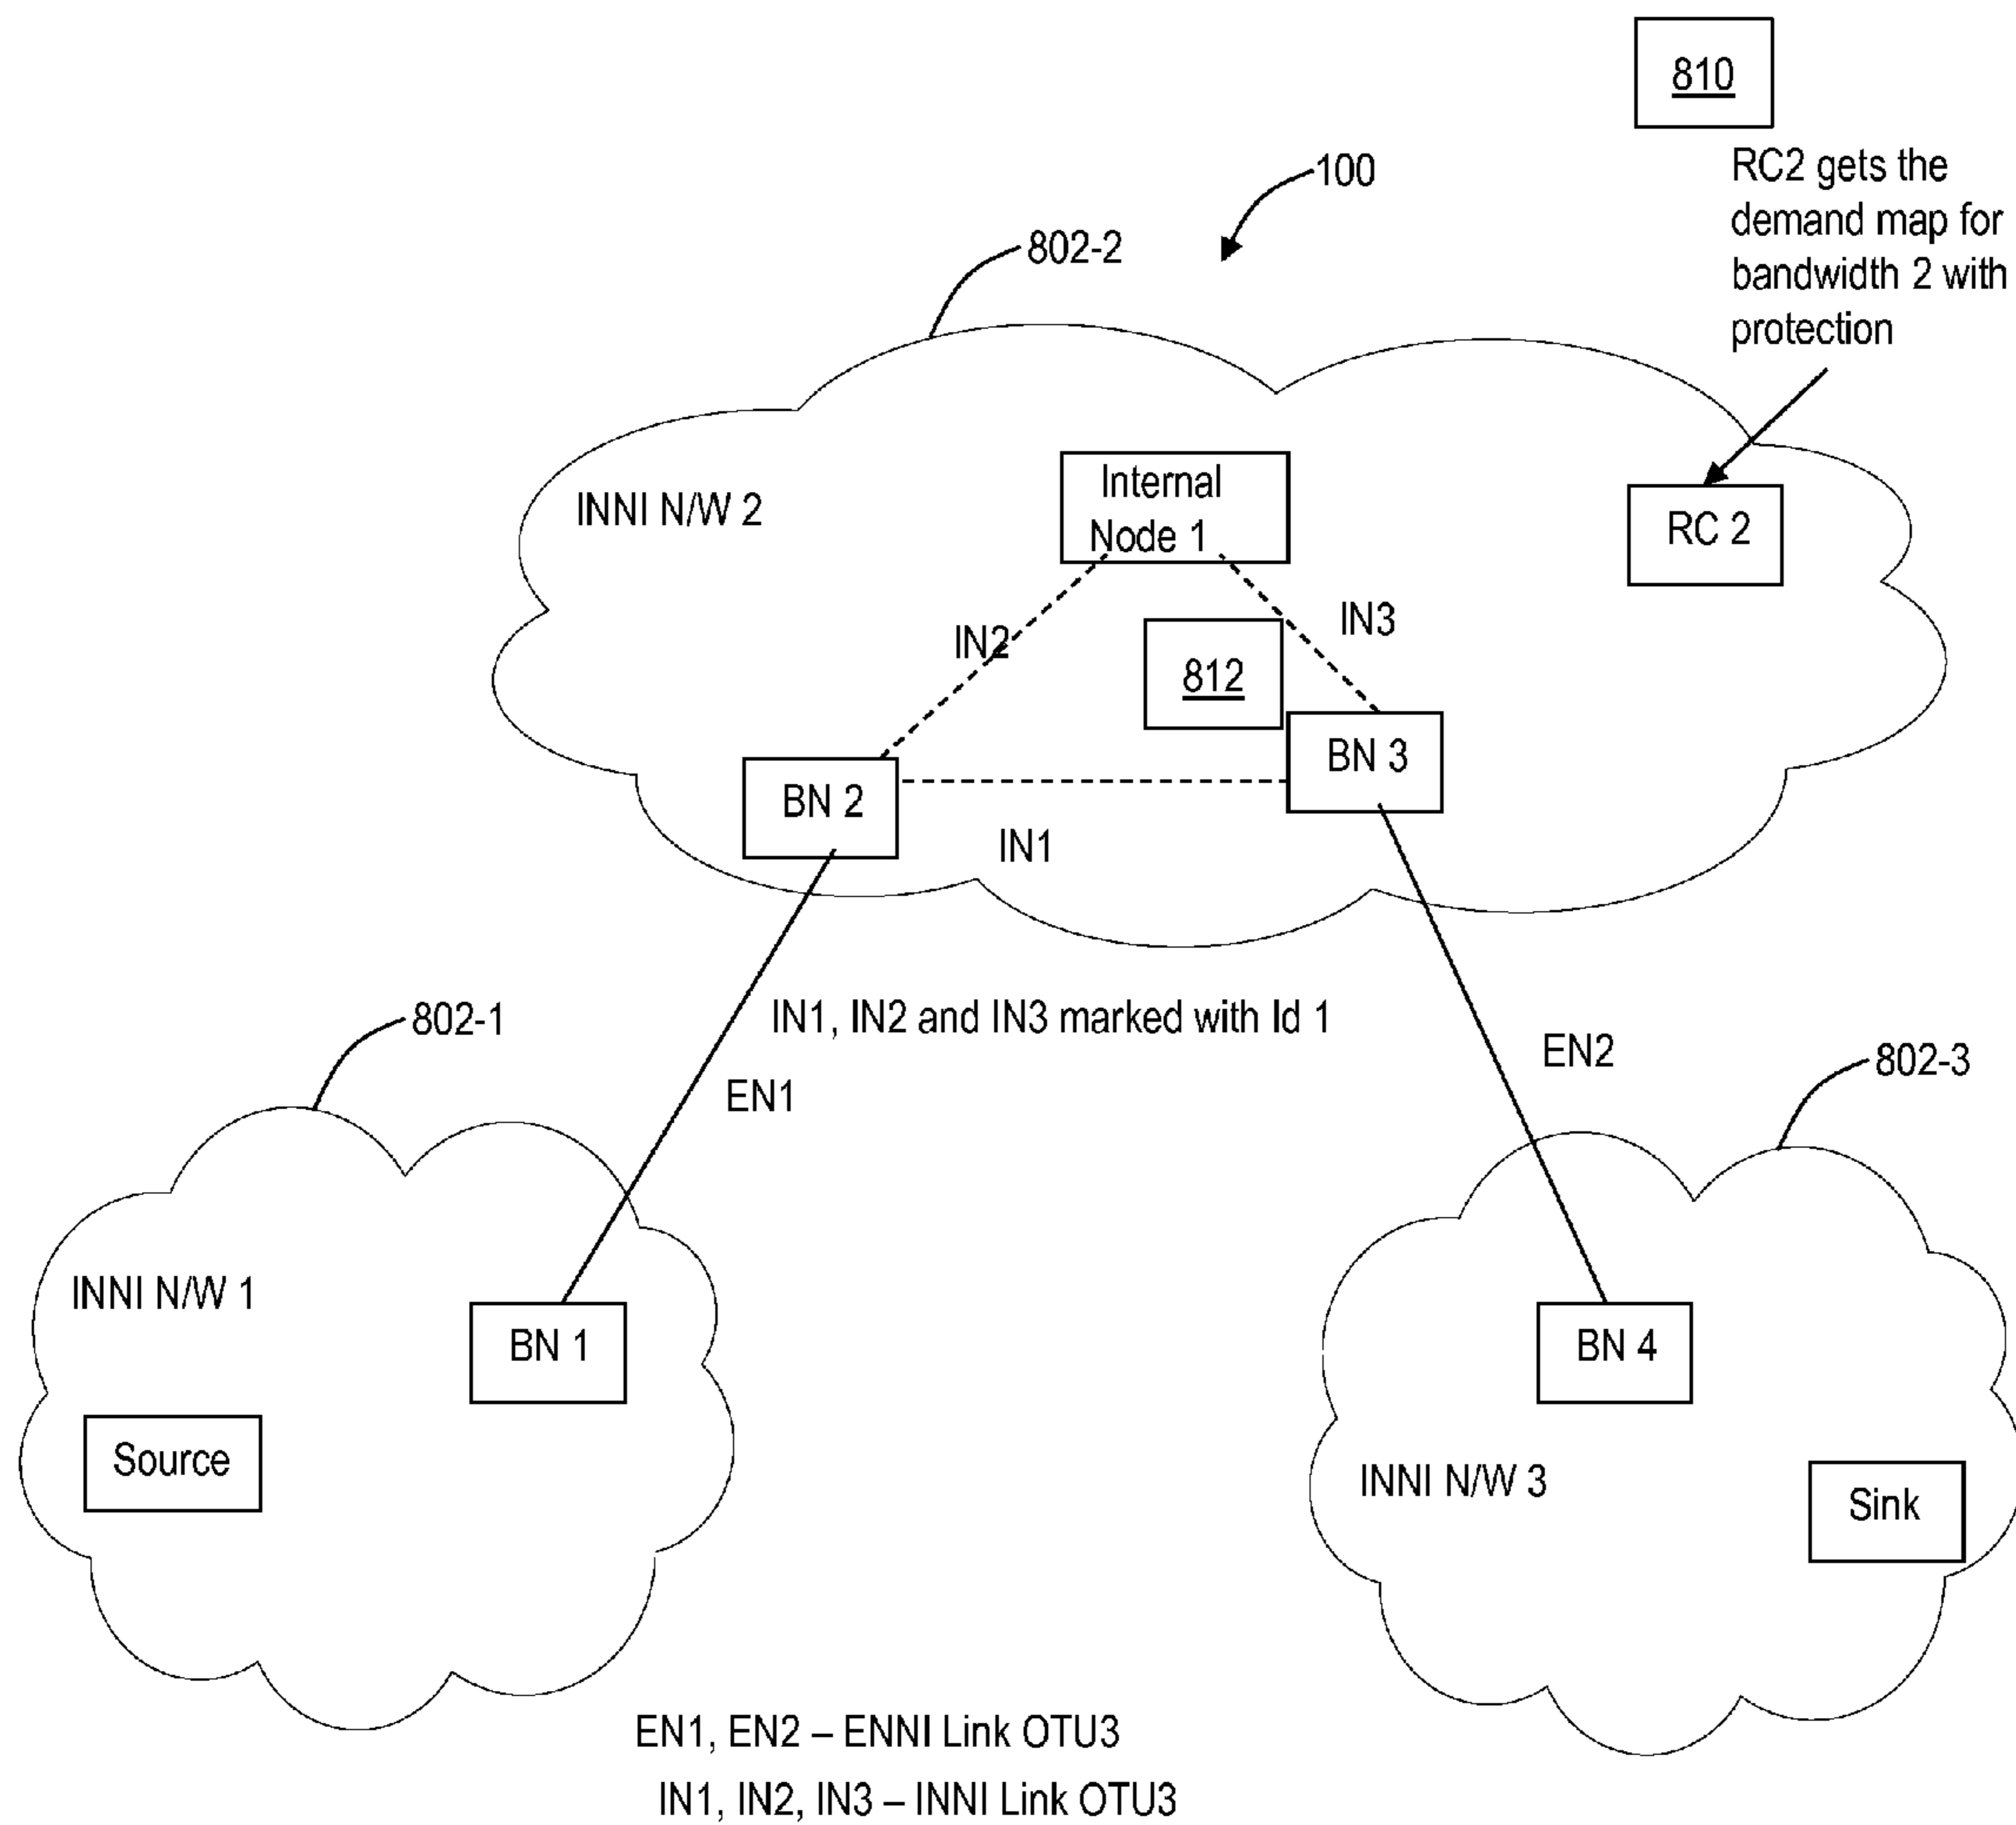 810
RC2 gets the
demand map for
bandwidth 2 with
protection
100
802-2
INNI N/W 2
Internal
Node 1
RC 2
IN2
IN3
812
BN 3
BN 2
IN1
802-1
IN1, IN2 and IN3 marked with Id 1
EN2
802-3
EN1
INNI N/W 1
BN 1
BN 4
Source
INNI N/W 3
Sink
EN1, EN2 – ENNI Link OTU3
IN1, IN2, IN3 – INNI Link OTU3